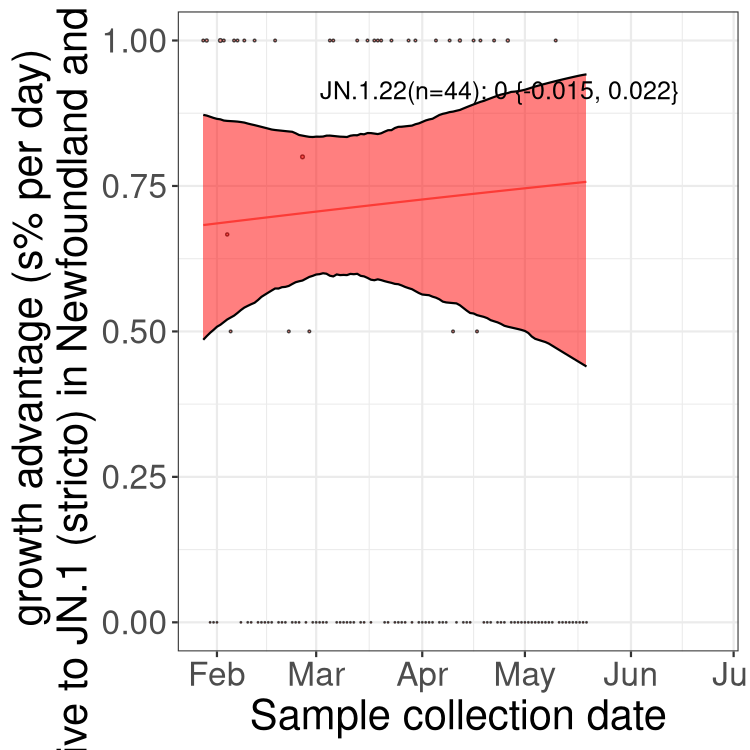 growth advantage (s% per day)
ive to JN.1 (stricto) in Newfoundland and
1.00
0.75
0.50
0.25
0.00
JN.1.22(n=44): 0 {-0.015, 0.022}
Feb Mar Apr May Jun Ju
Sample collection date